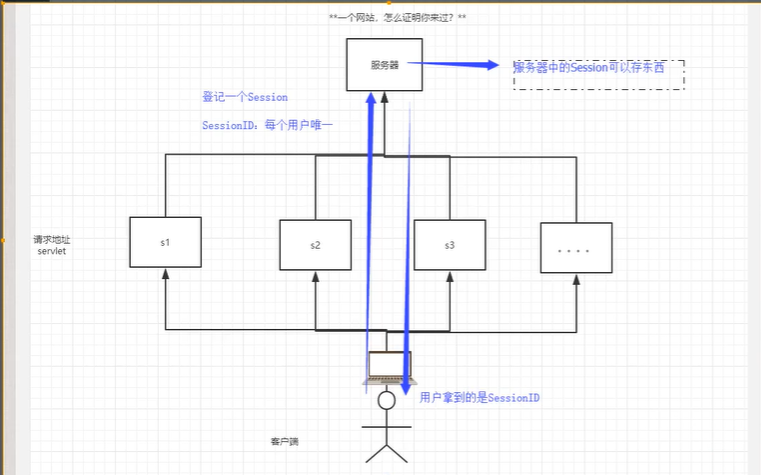 **一个网站，怎么证明你来过？**
服务器
服务器中的Session可以存东西
登记一个Session
SessionID：每个用户唯一
请求地址
servlet
s1
s2
s3
。。。。
用户拿到的是SessionID
客户端